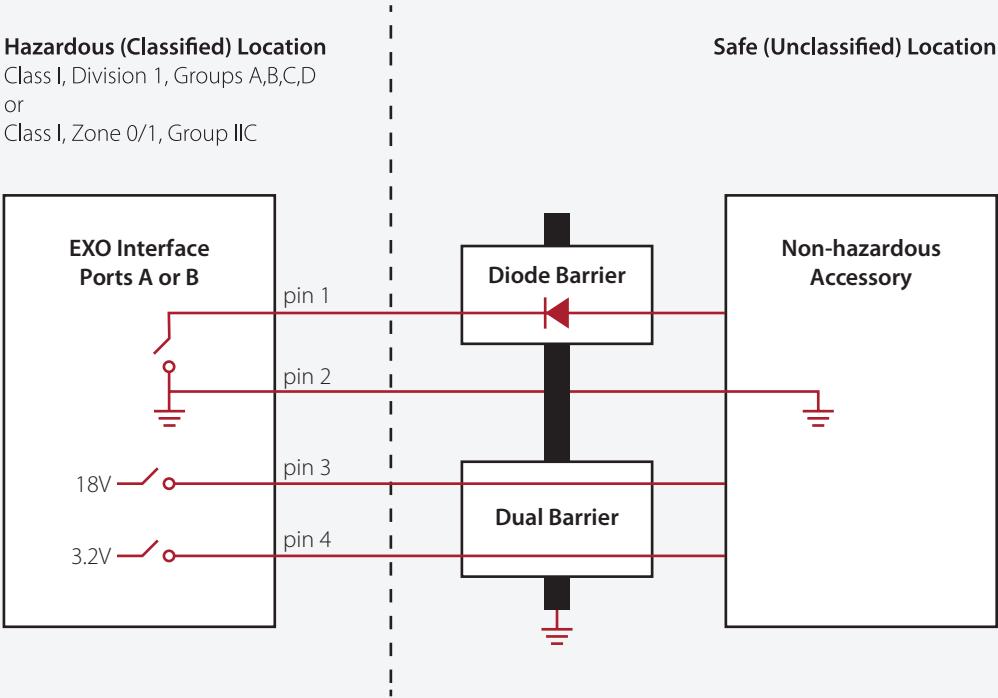 Hazardous (Classified) Location
Class I, Division 1, Groups A,B,C,D
or
Class I, Zone 0/1, Group IIC
Safe (Unclassified) Location
EXO Interface
Ports A or B
pin 1
pin 2
18V
pin 3
3.2V
pin 4
Diode Barrier
Dual Barrier
Non-hazardous
Accessory